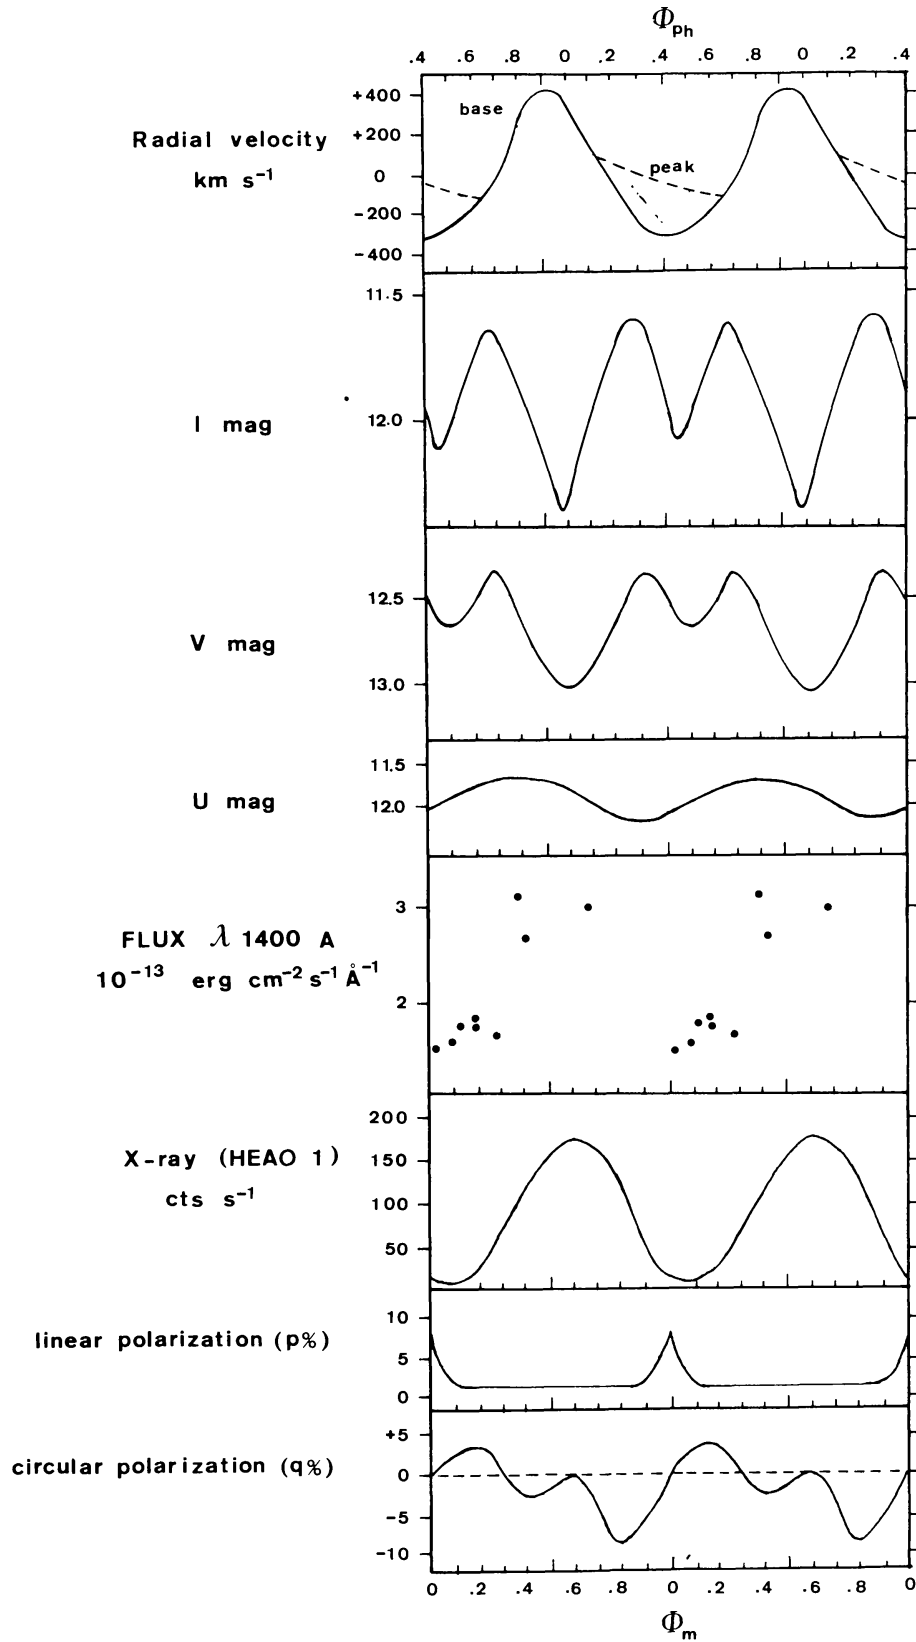 Φph
.4 .6 .8 0 .2 .4 .6 .8 0 .2 .4
Radial velocity
km s⁻¹
+400
+200
0
−200
−400
base
peak
I mag
11.5
12.0
V mag
12.5
13.0
U mag
11.5
12.0
FLUX λ 1400 A
10⁻¹³ erg cm⁻² s⁻¹ Å⁻¹
3
2
X-ray (HEAO 1)
cts s⁻¹
200
150
100
50
linear polarization (p%)
10
5
0
circular polarization (q%)
+5
0
−5
−10
0 .2 .4 .6 .8 0 .2 .4 .6 .8 0
Φm